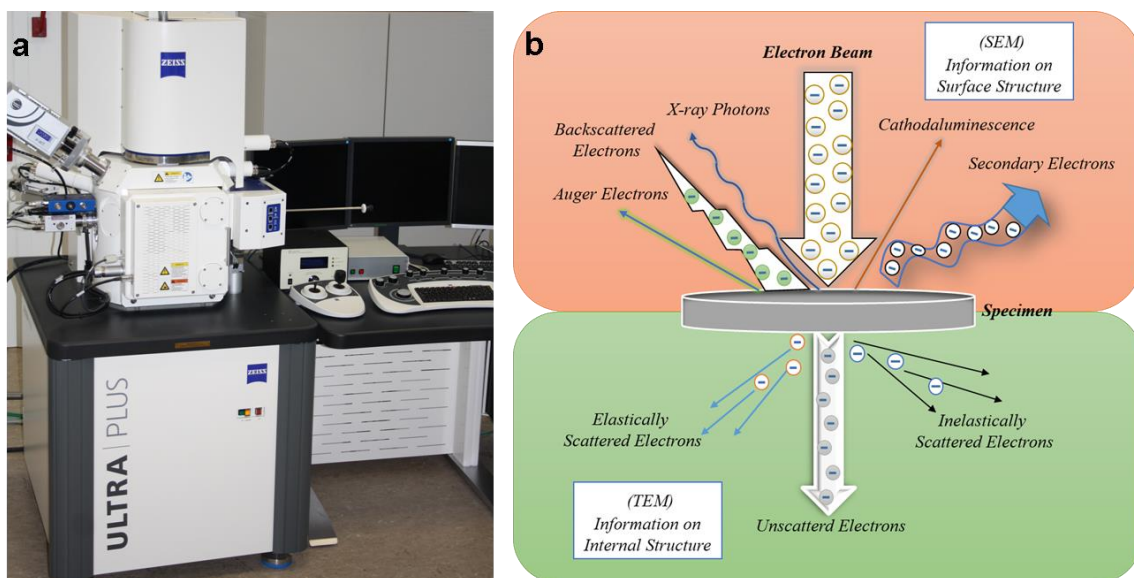 a
ZEISS
ZEISS
ULTRA | PLUS
b
Electron Beam
(SEM)
Information on
Surface Structure
X-ray Photons
Backscattered
Electrons
Cathodaluminescence
Auger Electrons
Secondary Electrons
Specimen
Elastically
Scattered Electrons
Inelastically
Scattered Electrons
(TEM)
Information on
Internal Structure
Unscatterd Electrons